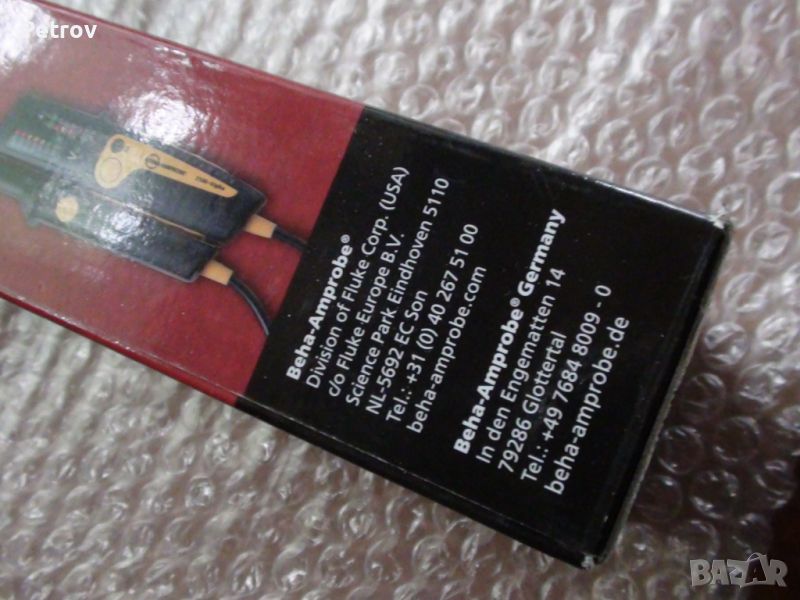 Petrov
Beha-Amprobe®
Division of Fluke Corp. (USA)
c/o Fluke Europe B.V.
Science Park Eindhoven 5110
NL-5692 EC Son
Tel.: +31 (0) 40 267 51 00
beha-amprobe.com
Beha-Amprobe® Germany
In den Engematten 14
79286 Glottertal
Tel.: +49 7684 8009 - 0
beha-amprobe.de
BAZAR